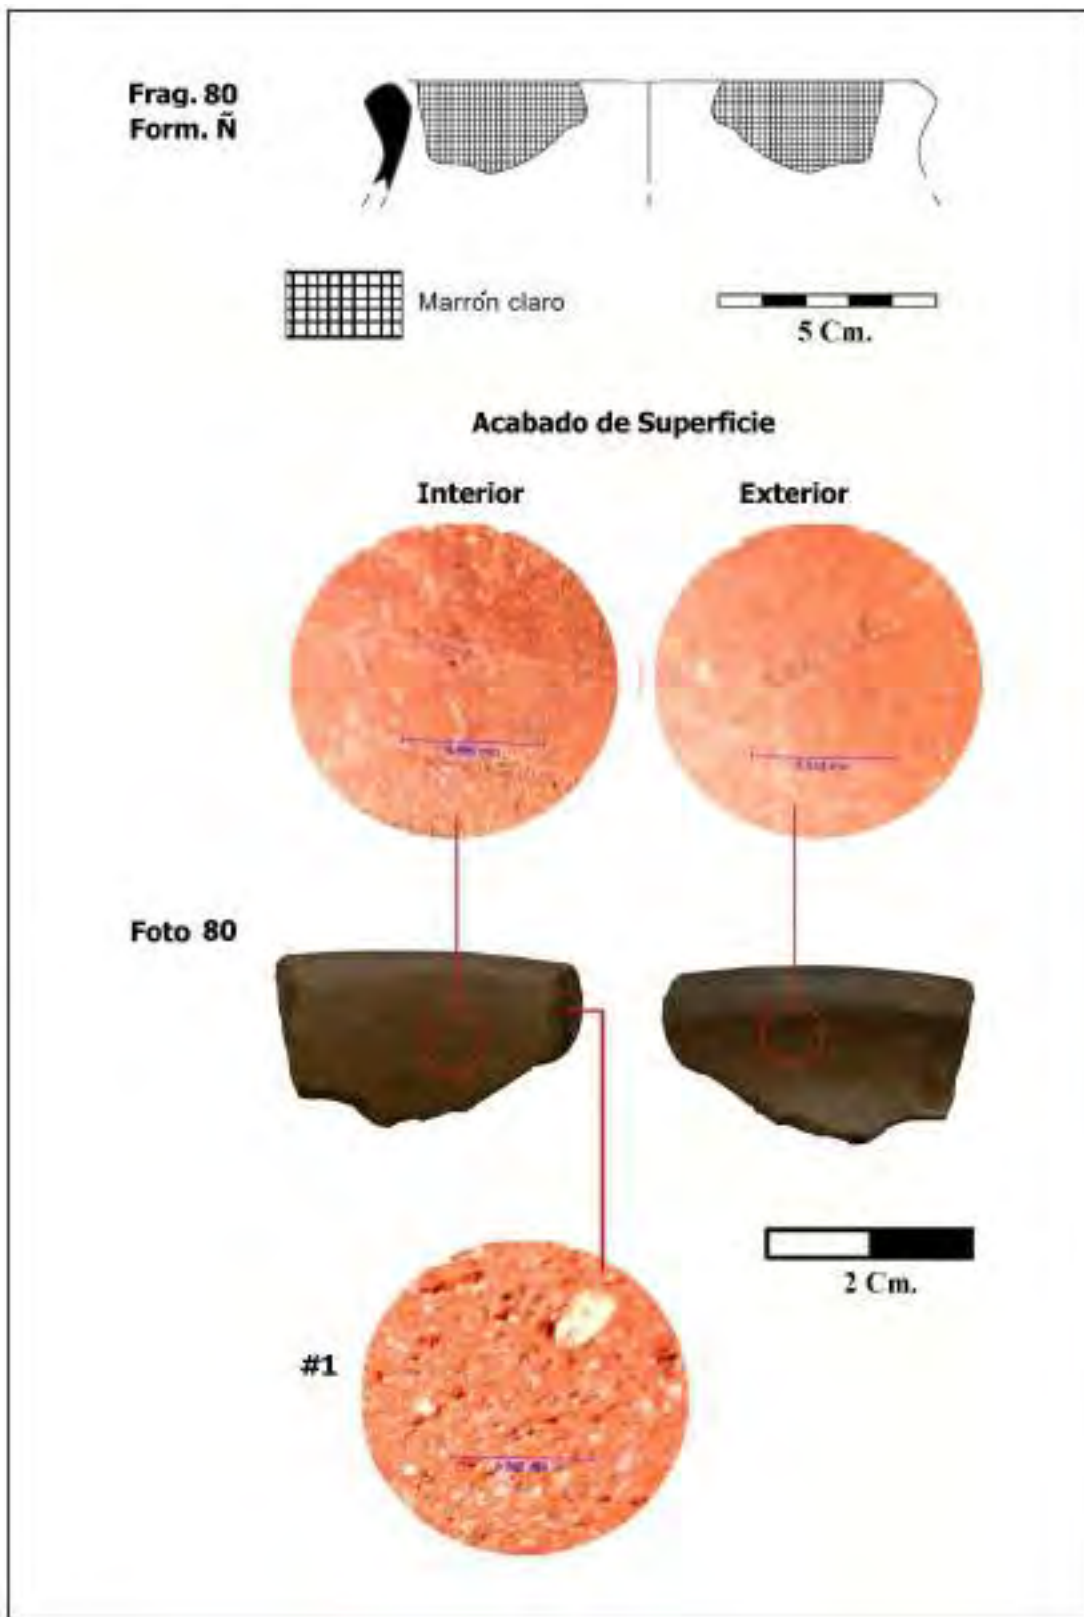 Frag. 80
Form. Ñ
Marrón claro
5 Cm.
Acabado de Superficie
Interior
Exterior
Foto 80
2 Cm.
#1